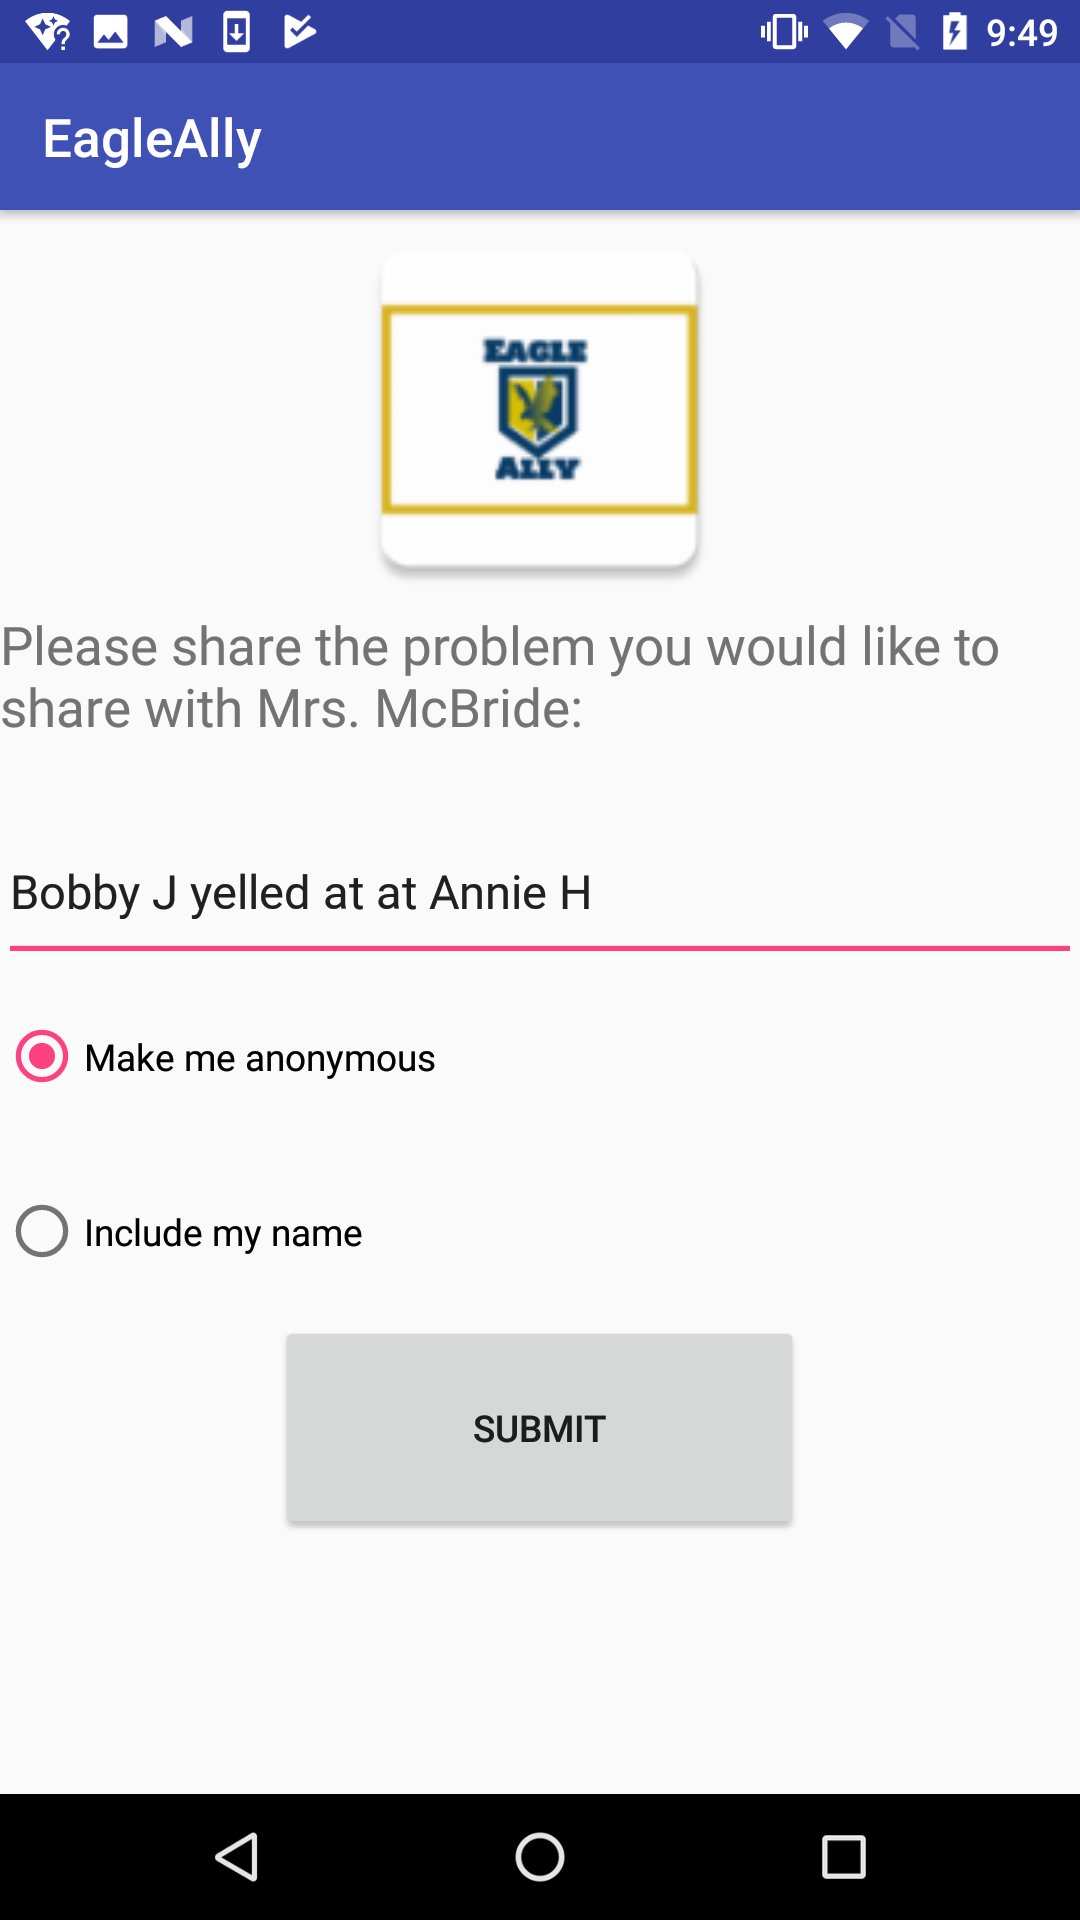 9:49
EagleAlly
EAGLE
ALLY
Please share the problem you would like to
share with Mrs. McBride:
Bobby J yelled at at Annie H
Make me anonymous
Include my name
SUBMIT